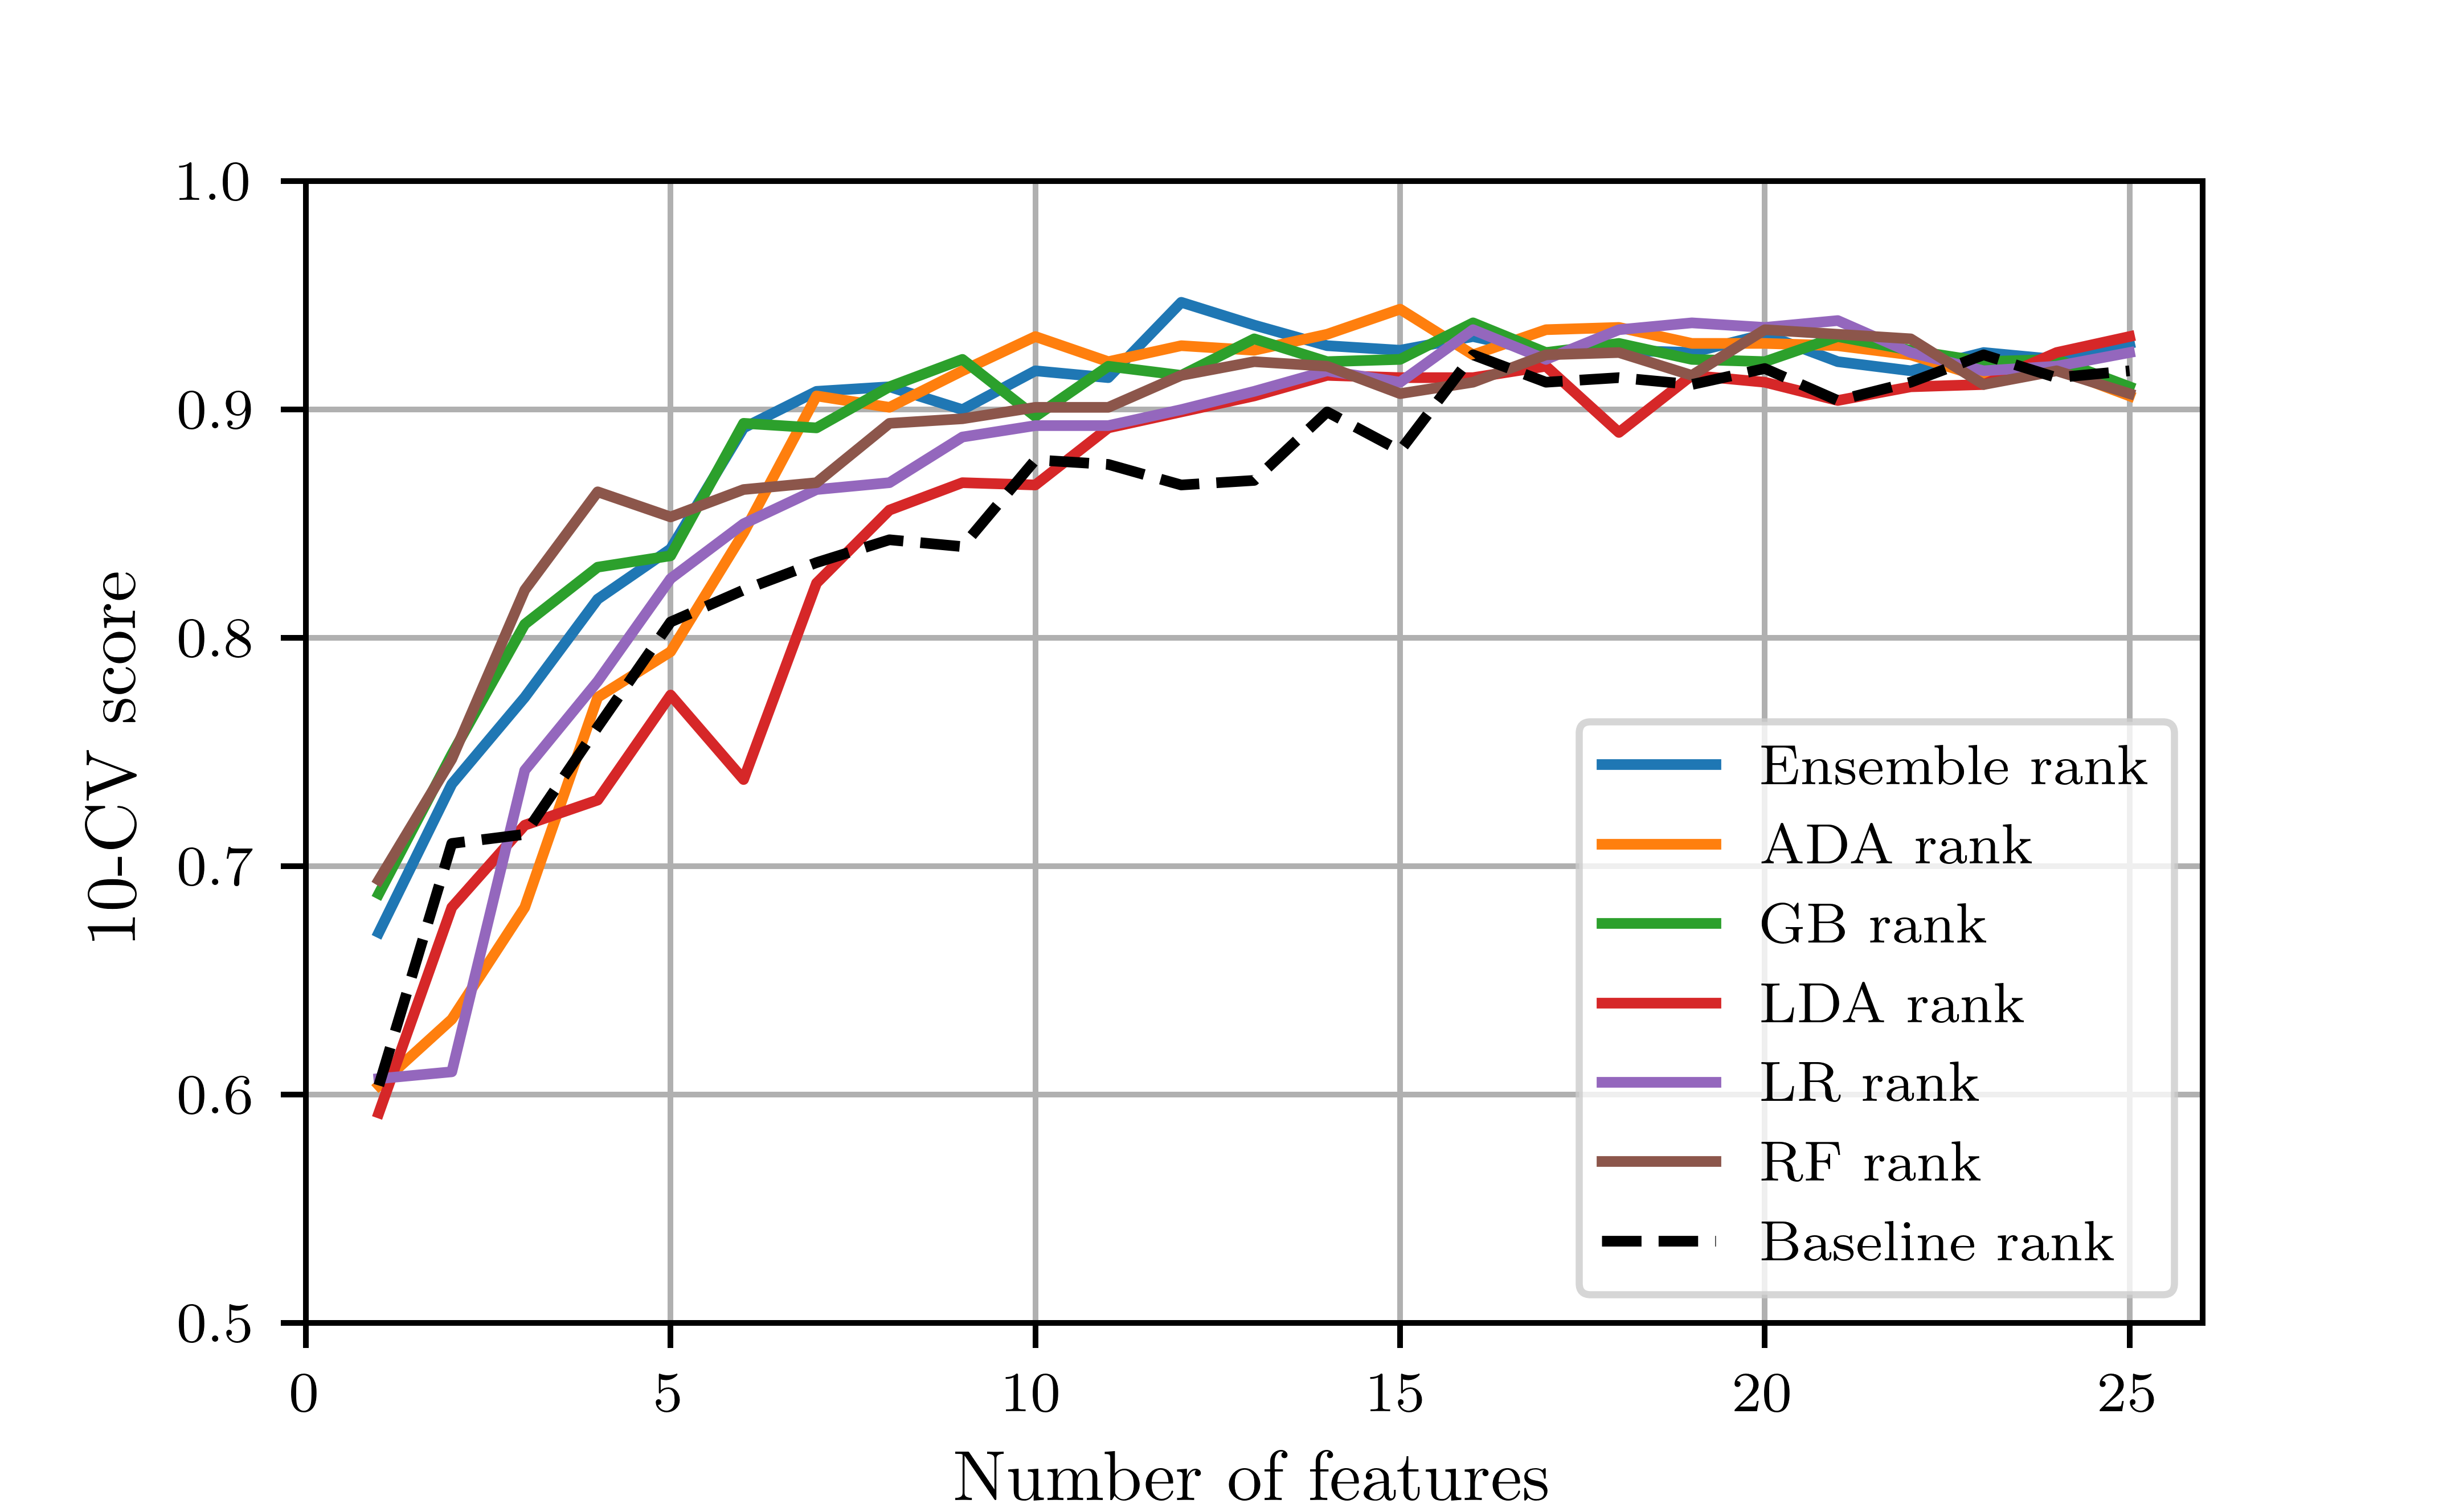 1.0
0.9
0.8
0.7
0.6
0.5
10-CV score
0
5
10
15
20
25
Number of features
Ensemble rank
ADA rank
GB rank
LDA rank
LR rank
RF rank
Baseline rank